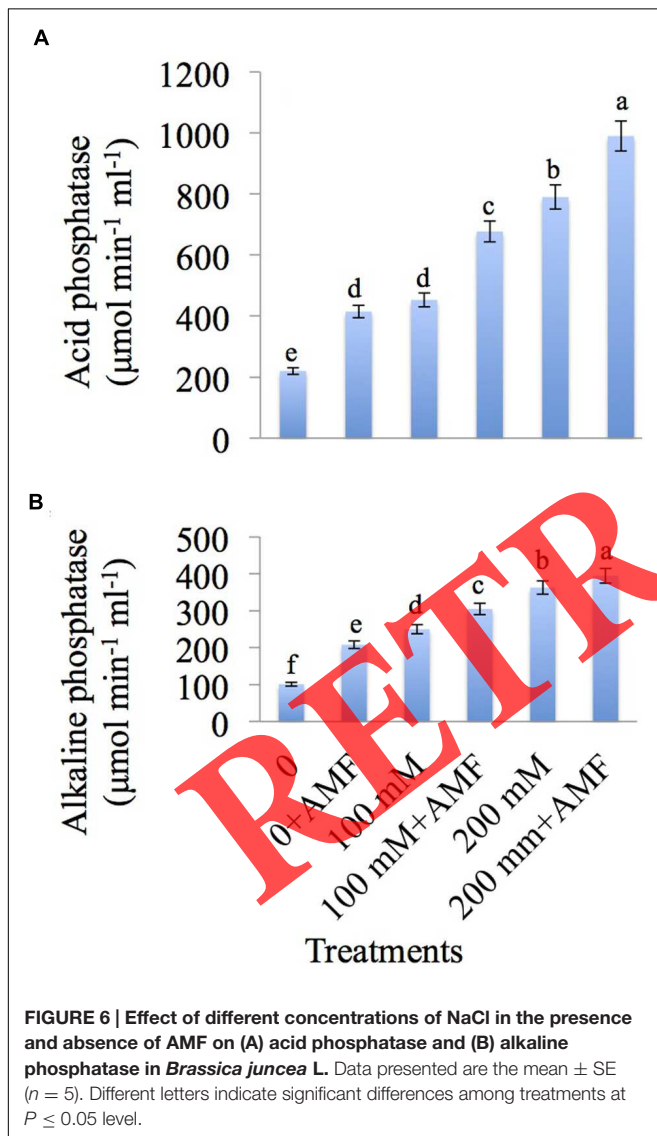 A
Acid phosphatase
(μmol min⁻¹ ml⁻¹)
1200
1000
800
600
400
200
0
e
d
d
c
b
a
B
Alkaline phosphatase
(μmol min⁻¹ ml⁻¹)
500
400
300
200
100
0
f
e
d
c
b
a
0
0+AMF
100 mM
100 mM+AMF
200 mM
200 mm+AMF
Treatments
RETR
FIGURE 6 | Effect of different concentrations of NaCl in the presence
and absence of AMF on (A) acid phosphatase and (B) alkaline
phosphatase in Brassica juncea L. Data presented are the mean ± SE
(n = 5). Different letters indicate significant differences among treatments at
P ≤ 0.05 level.